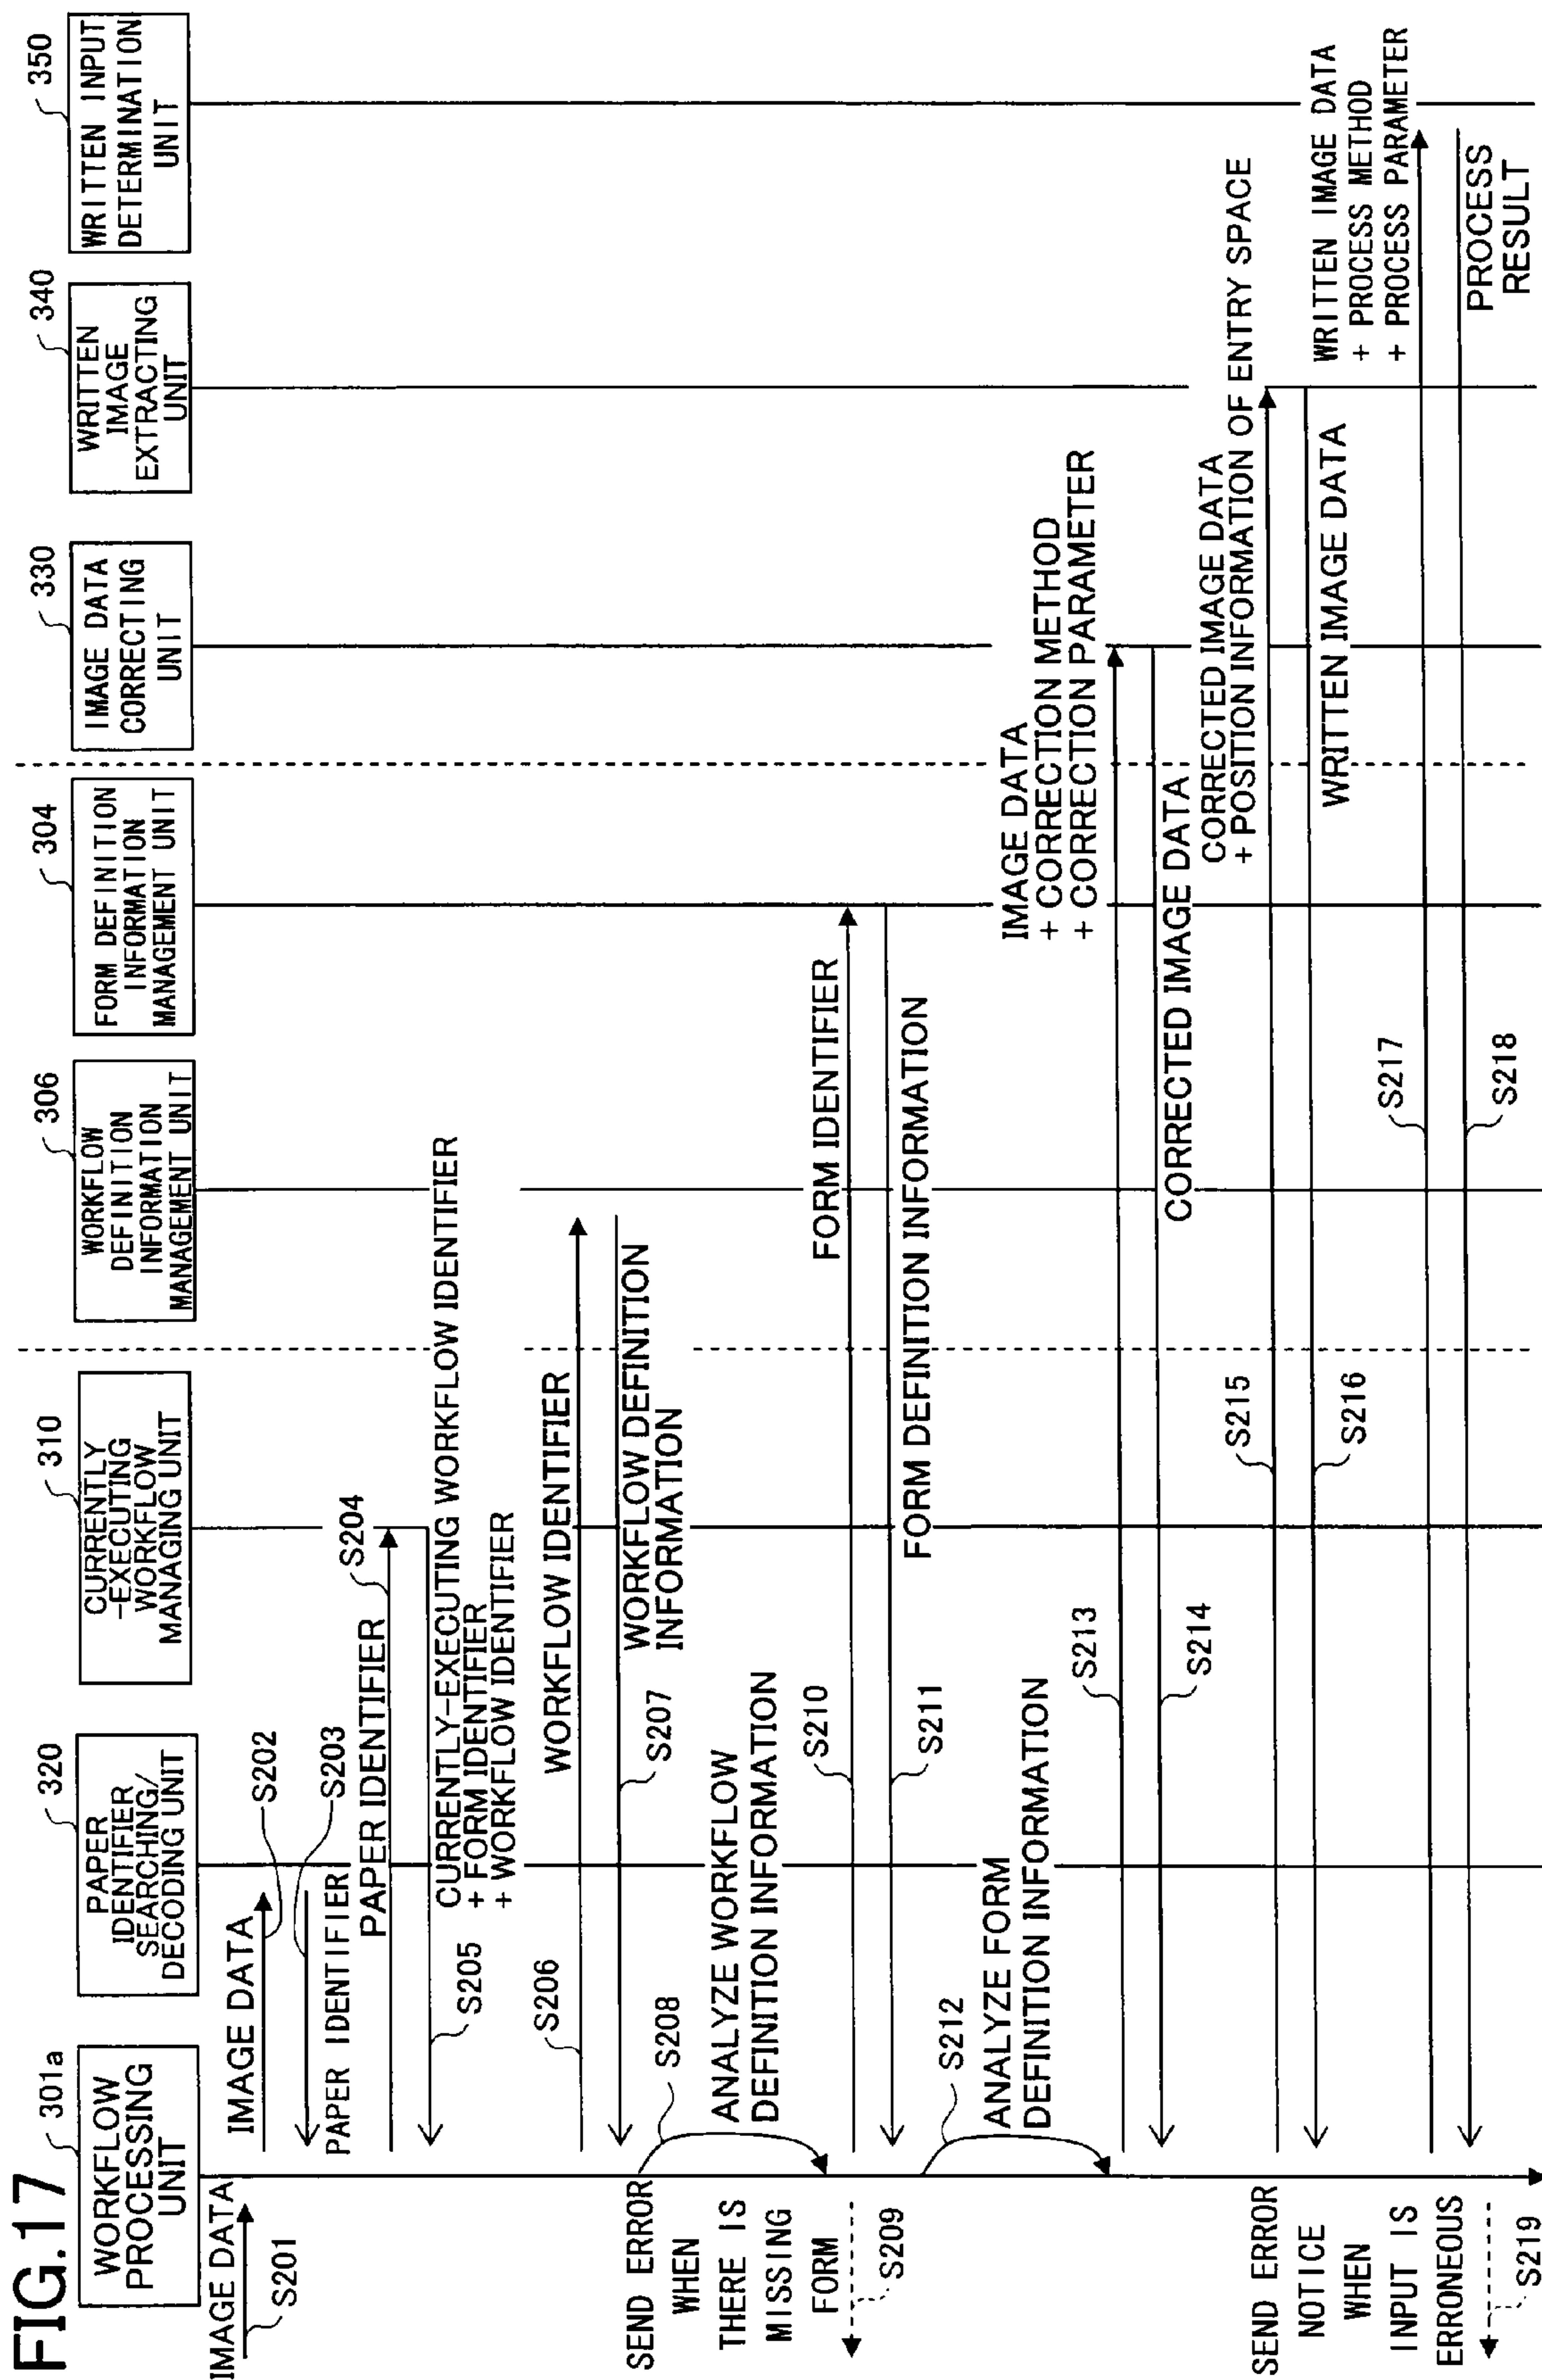 FIG.17
301a
WORKFLOW
PROCESSING
UNIT
320
PAPER
IDENTIFIER
SEARCHING/
DECODING UNIT
310
CURRENTLY
-EXECUTING
WORKFLOW
MANAGING UNIT
306
WORKFLOW
DEFINITION
INFORMATION
MANAGEMENT UNIT
304
FORM DEFINITION
INFORMATION
MANAGEMENT UNIT
330
IMAGE DATA
CORRECTING
UNIT
340
WRITTEN
IMAGE
EXTRACTING
UNIT
350
WRITTEN INPUT
DETERMINATION
UNIT
IMAGE DATA
S201
IMAGE DATA
S202
S203
PAPER IDENTIFIER
PAPER IDENTIFIER
S204
S205
CURRENTLY-EXECUTING WORKFLOW IDENTIFIER
+ FORM IDENTIFIER
+ WORKFLOW IDENTIFIER
S206
WORKFLOW IDENTIFIER
S207
WORKFLOW DEFINITION
INFORMATION
S208
ANALYZE WORKFLOW
DEFINITION INFORMATION
SEND ERROR
WHEN
THERE IS
MISSING
FORM
S209
S210
FORM IDENTIFIER
S211
FORM DEFINITION INFORMATION
S212
ANALYZE FORM
DEFINITION INFORMATION
IMAGE DATA
+ CORRECTION METHOD
+ CORRECTION PARAMETER
S213
S214
CORRECTED IMAGE DATA
CORRECTED IMAGE DATA
+ POSITION INFORMATION OF ENTRY SPACE
S215
S216
WRITTEN IMAGE DATA
WRITTEN IMAGE DATA
+ PROCESS METHOD
+ PROCESS PARAMETER
S217
S218
PROCESS
RESULT
SEND ERROR
NOTICE
WHEN
INPUT IS
ERRONEOUS
S219